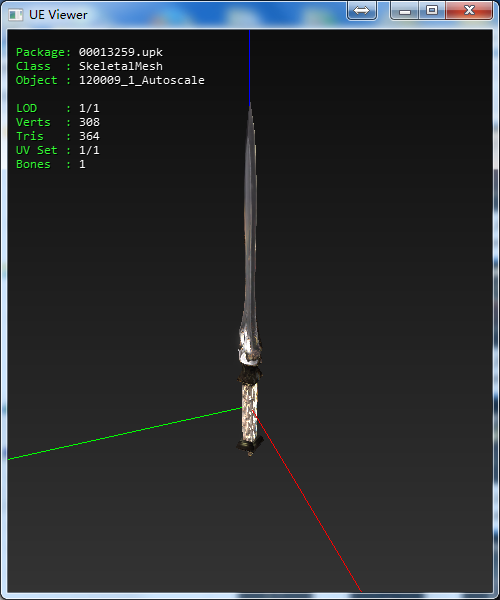 UE Viewer
Package: 00013259.upk
Class : SkeletalMesh
Object : 120009_1_Autoscale
LOD : 1/1
Verts : 308
Tris : 364
UV Set : 1/1
Bones : 1